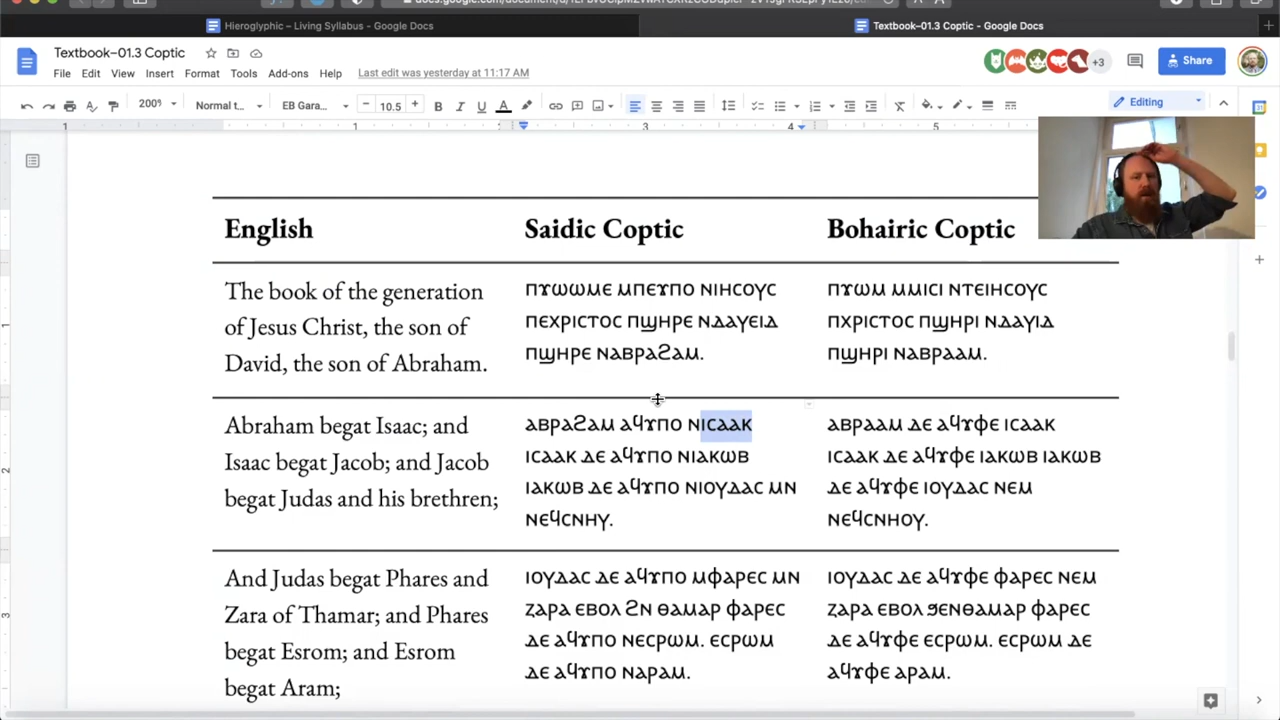 Hieroglyphic – Living Syllabus - Google Docs
Textbook–01.3 Coptic - Google Docs
Textbook–01.3 Coptic
File Edit View Insert Format Tools Add-ons Help Last edit was yesterday at 11:17 AM
+3
Share
200% Normal t... EB Gara... 10.5
Editing
English Saidic Coptic Bohairic Coptic
The book of the generation
of Jesus Christ, the son of
David, the son of Abraham.
ⲡϫⲱⲱⲙⲉ ⲙⲡⲉϫⲡⲟ ⲛⲓⲏⲥⲟⲩⲥ
ⲡⲉⲭⲣⲓⲥⲧⲟⲥ ⲡϣⲏⲣⲉ ⲛⲇⲁⲩⲉⲓⲇ
ⲡϣⲏⲣⲉ ⲛⲁⲃⲣⲁϩⲁⲙ.
ⲡϫⲱⲙ ⲙⲙⲓⲥⲓ ⲛⲧⲉⲓⲏⲥⲟⲩⲥ
ⲡⲭⲣⲓⲥⲧⲟⲥ ⲡϣⲏⲣⲓ ⲛⲇⲁⲩⲓⲇ
ⲡϣⲏⲣⲓ ⲛⲁⲃⲣⲁⲁⲙ.
Abraham begat Isaac; and
Isaac begat Jacob; and Jacob
begat Judas and his brethren;
ⲁⲃⲣⲁϩⲁⲙ ⲁϥϫⲡⲟ ⲛⲓⲥⲁⲁⲕ
ⲓⲥⲁⲁⲕ ⲇⲉ ⲁϥϫⲡⲟ ⲛⲓⲁⲕⲱⲃ
ⲓⲁⲕⲱⲃ ⲇⲉ ⲁϥϫⲡⲟ ⲛⲓⲟⲩⲇⲁⲥ ⲙⲛ
ⲛⲉϥⲥⲛⲏⲩ.
ⲁⲃⲣⲁⲁⲙ ⲇⲉ ⲁϥϫⲫⲉ ⲓⲥⲁⲁⲕ
ⲓⲥⲁⲁⲕ ⲇⲉ ⲁϥϫⲫⲉ ⲓⲁⲕⲱⲃ ⲓⲁⲕⲱⲃ
ⲇⲉ ⲁϥϫⲫⲉ ⲓⲟⲩⲇⲁⲥ ⲛⲉⲙ
ⲛⲉϥⲥⲛⲏⲟⲩ.
And Judas begat Phares and
Zara of Thamar; and Phares
begat Esrom; and Esrom
begat Aram;
ⲓⲟⲩⲇⲁⲥ ⲇⲉ ⲁϥϫⲡⲟ ⲙⲫⲁⲣⲉⲥ ⲙⲛ
ⲍⲁⲣⲁ ⲉⲃⲟⲗ ϩⲛ ⲑⲁⲙⲁⲣ ⲫⲁⲣⲉⲥ
ⲇⲉ ⲁϥϫⲡⲟ ⲛⲉⲥⲣⲱⲙ. ⲉⲥⲣⲱⲙ
ⲇⲉ ⲁϥϫⲡⲟ ⲛⲁⲣⲁⲙ.
ⲓⲟⲩⲇⲁⲥ ⲇⲉ ⲁϥϫⲫⲉ ⲫⲁⲣⲉⲥ ⲛⲉⲙ
ⲍⲁⲣⲁ ⲉⲃⲟⲗ ϧⲉⲛⲑⲁⲙⲁⲣ ⲫⲁⲣⲉⲥ
ⲇⲉ ⲁϥϫⲫⲉ ⲉⲥⲣⲱⲙ. ⲉⲥⲣⲱⲙ ⲇⲉ
ⲁϥϫⲫⲉ ⲁⲣⲁⲙ.